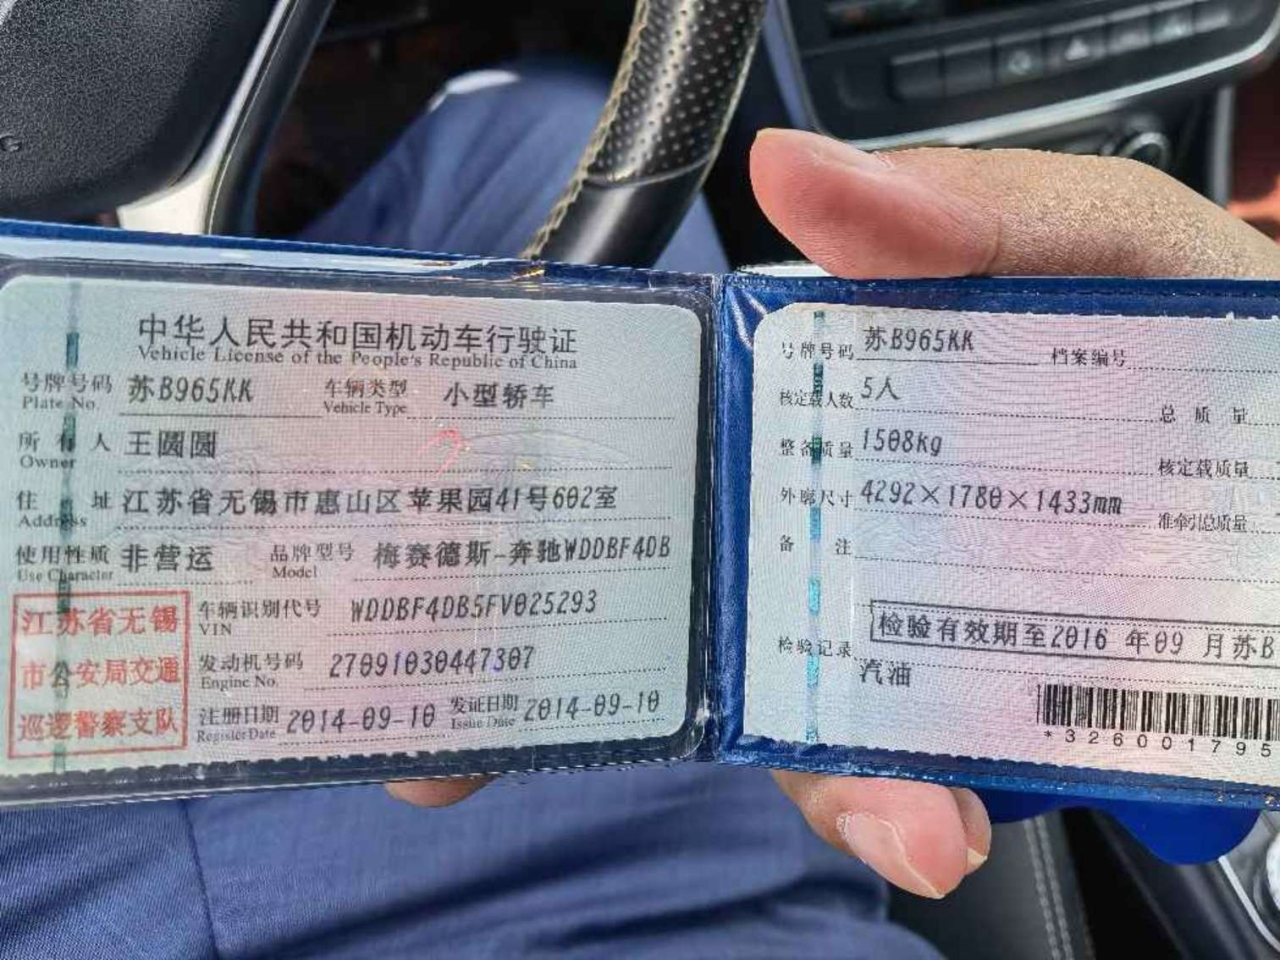 中华人民共和国机动车行驶证
Vehicle License of the People's Republic of China
号牌号码 苏B965KK 车辆类型 小型轿车
Plate No. Vehicle Type
所有人 王圆圆
Owner
住址 江苏省无锡市惠山区苹果园41号602室
Address
使用性质 非营运 品牌型号 梅赛德斯-奔驰WDDBF4DB
Use Character Model
江苏省无锡
市公安局交通
巡逻警察支队
车辆识别代号 WDDBF4DB5FV025293
VIN
发动机号码 27091030447307
Engine No.
注册日期 2014-09-10 发证日期 2014-09-10
Register Date Issue Date
号牌号码 苏B965KK 档案编号
核定载人数 5人 总质量
整备质量 1508kg 核定载质量
外廓尺寸 4292×1780×1433mm 准牵引总质量
备注
检验有效期至2016 年09 月苏B
检验记录
汽油
*326001795